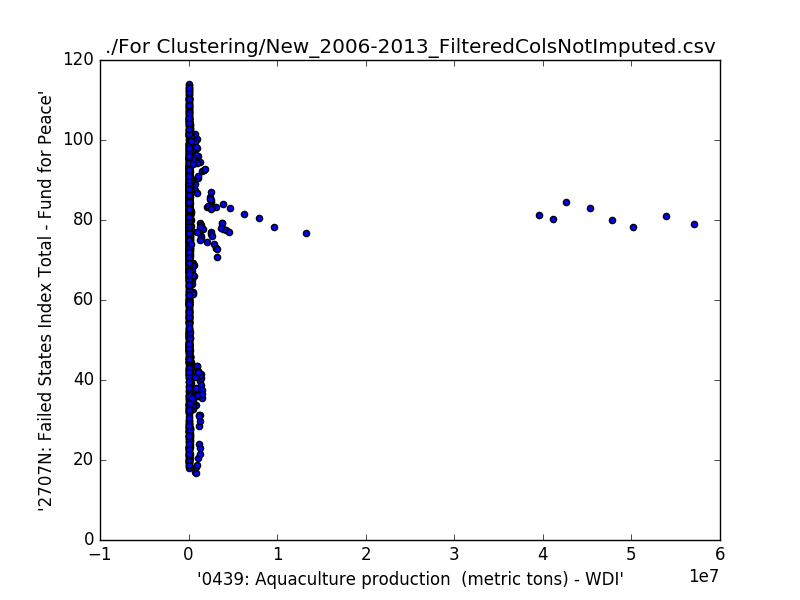 ./For Clustering/New_2006-2013_FilteredColsNotImputed.csv
120
100
80
60
40
20
0
'2707N: Failed States Index Total - Fund for Peace'
−1 0 1 2 3 4 5 6
1e7
'0439: Aquaculture production  (metric tons) - WDI'